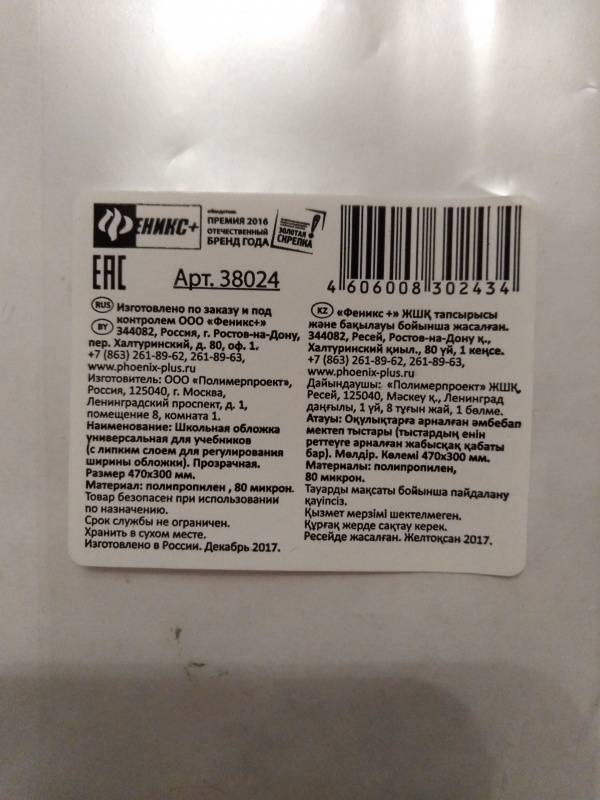 ФЕНИКС+
обладатель
ПРЕМИЯ 2016
ОТЕЧЕСТВЕННЫЙ
БРЕНД ГОДА
ЗОЛОТАЯ
СКРЕПКА
4 606008 302434
EAC
Арт. 38024
RUS
BY
Изготовлено по заказу и под
контролем ООО «Феникс+»
344082, Россия, г. Ростов-на-Дону,
пер. Халтуринский, д. 80, оф. 1.
+7 (863) 261-89-62, 261-89-63,
www.phoenix-plus.ru
Изготовитель: ООО «Полимерпроект»,
Россия, 125040, г. Москва,
Ленинградский проспект, д. 1,
помещение 8, комната 1.
Наименование: Школьная обложка
универсальная для учебников
(с липким слоем для регулирования
ширины обложки). Прозрачная.
Размер 470х300 мм.
Материал: полипропилен , 80 микрон.
Товар безопасен при использовании
по назначению.
Срок службы не ограничен.
Хранить в сухом месте.
Изготовлено в России. Декабрь 2017.
KZ
«Феникс +» ЖШҚ тапсырысы
және бақылауы бойынша жасалған.
344082, Ресей, Ростов-на-Дону қ.,
Халтуринский қиыл., 80 үй, 1 кеңсе.
+7 (863) 261-89-62, 261-89-63,
www.phoenix-plus.ru
Дайындаушы: «Полимерпроект» ЖШҚ,
Ресей, 125040, Мәскеу қ., Ленинград
даңғылы, 1 үй, 8 тұғын жай, 1 бөлме.
Атауы: Оқулықтарға арналған әмбебап
мектеп тыстары (тыстардың енін
реттеуге арналған жабысқақ қабаты
бар). Мөлдір. Көлемі 470х300 мм.
Материалы: полипропилен,
80 микрон.
Тауарды мақсаты бойынша пайдалану
қауіпсіз.
Қызмет мерзімі шектелмеген.
Құрғақ жерде сақтау керек.
Ресейде жасалған. Желтоқсан 2017.